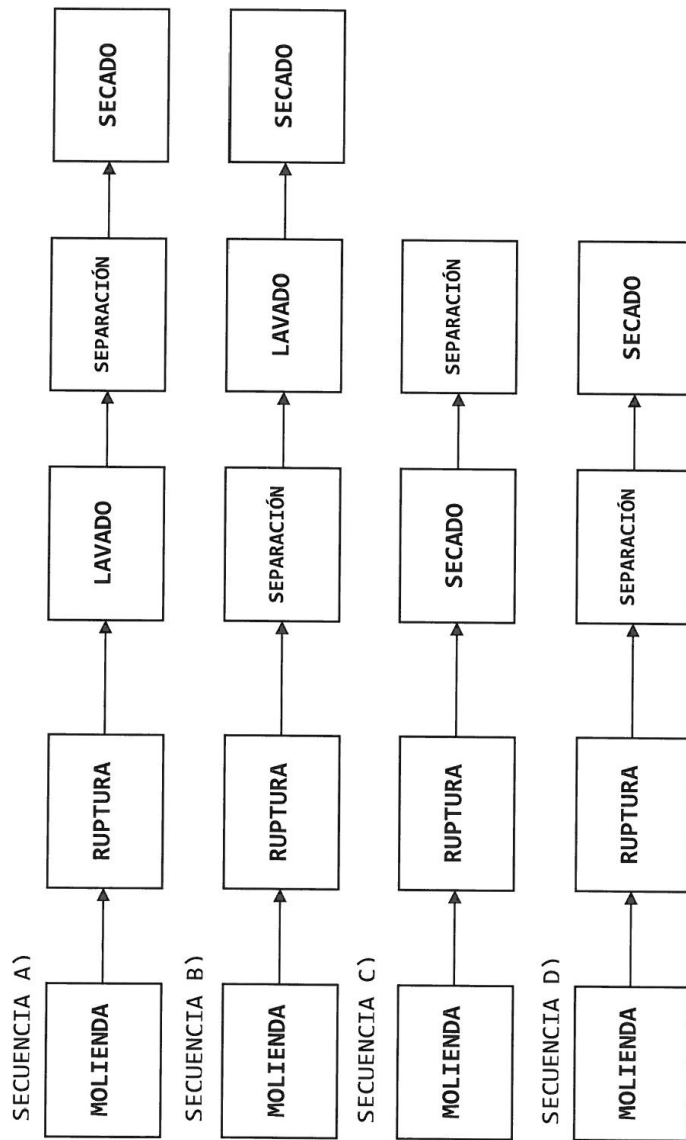 SECUENCIA A)
MOLIENDA
RUPTURA
LAVADO
SEPARACIÓN
SECADO
SECUENCIA B)
MOLIENDA
RUPTURA
SEPARACIÓN
LAVADO
SECADO
SECUENCIA C)
MOLIENDA
RUPTURA
SECADO
SEPARACIÓN
SECUENCIA D)
MOLIENDA
RUPTURA
SEPARACIÓN
SECADO